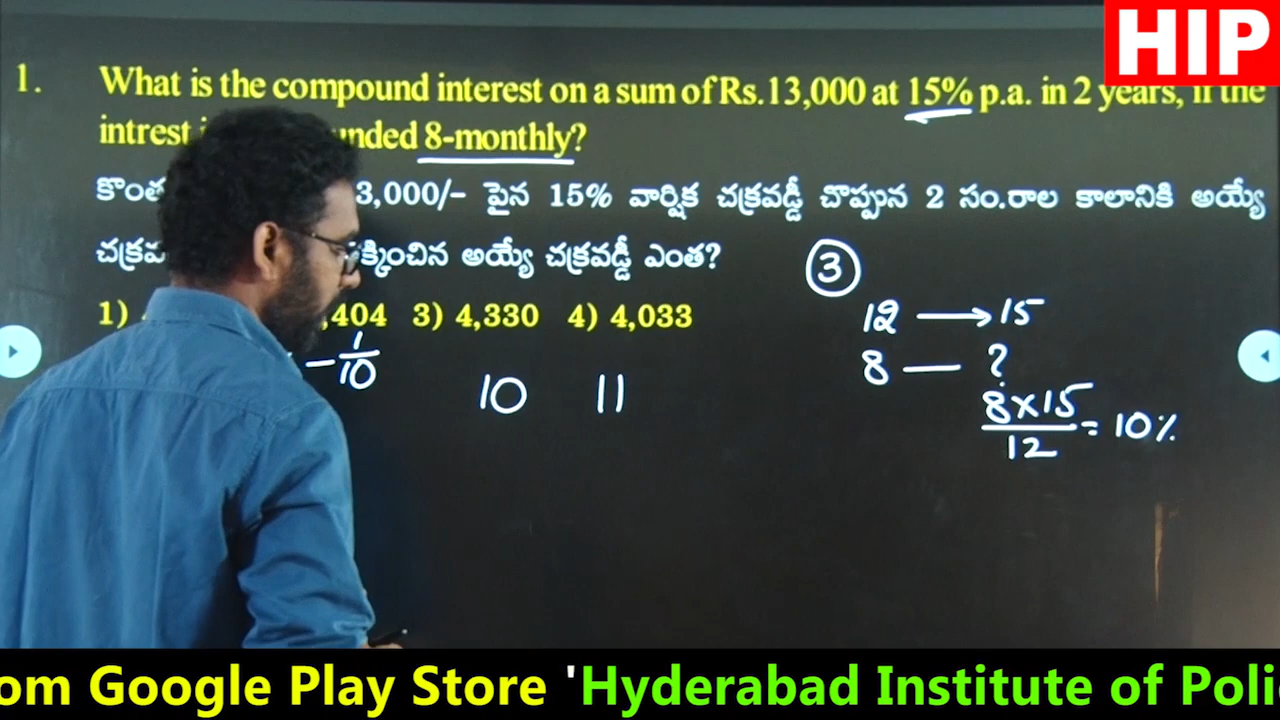 HIP
1. What is the compound interest on a sum of Rs.13,000 at 15% p.a. in 2 years, if the
intrest 8-monthly?
3,000/- పైన 15% వార్షిక చక్రవడ్డీ చొప్పున 2 సం.రాల కాలానికి అయ్యే
అయ్యే చక్రవడ్డీ ఎంత?
3
1) 404 3) 4,330 4) 4,033
12 → 15
8 — ?
- 1/10
10 11
8×15/12 = 10%
om Google Play Store 'Hyderabad Institute of Poli